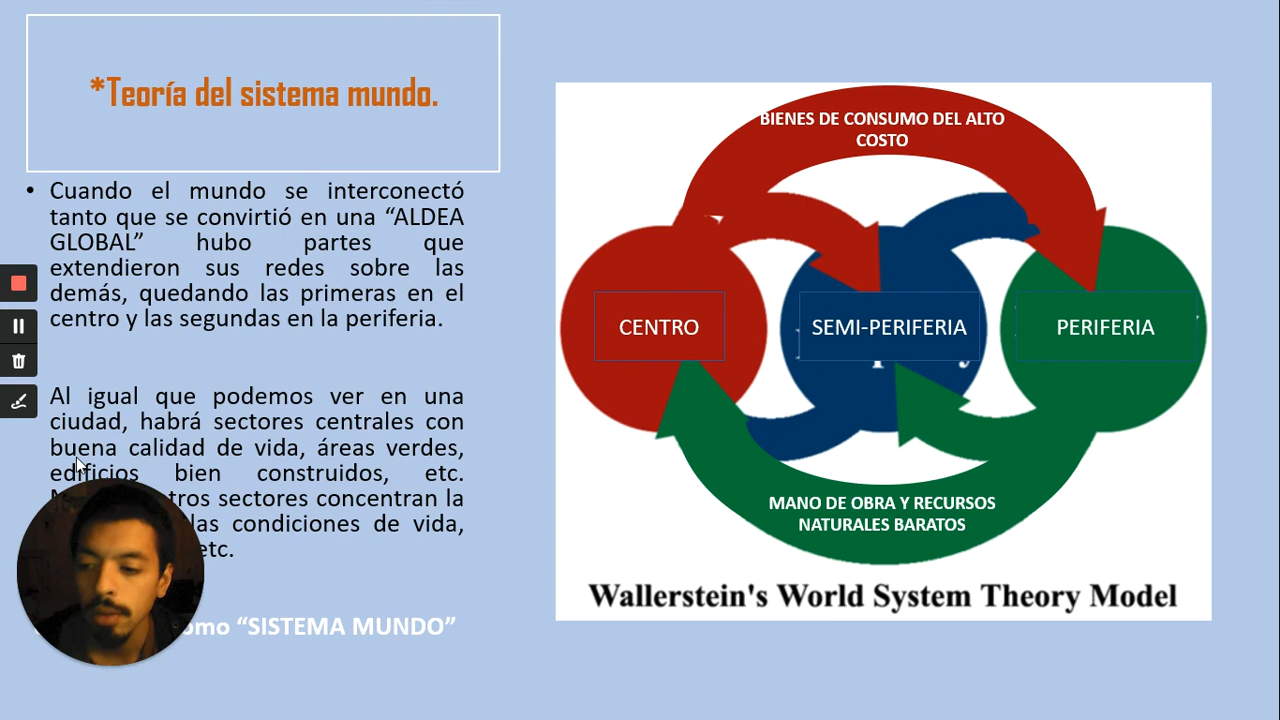 *Teoría del sistema mundo.
• Cuando el mundo se interconectó
tanto que se convirtió en una “ALDEA
GLOBAL” hubo partes que
extendieron sus redes sobre las
demás, quedando las primeras en el
centro y las segundas en la periferia.
Al igual que podemos ver en una
ciudad, habrá sectores centrales con
buena calidad de vida, áreas verdes,
edificios bien construidos, etc.
sectores concentran la
las condiciones de vida,
etc.
“SISTEMA MUNDO”
BIENES DE CONSUMO DEL ALTO
COSTO
CENTRO
SEMI-PERIFERIA
PERIFERIA
MANO DE OBRA Y RECURSOS
NATURALES BARATOS
Wallerstein's World System Theory Model